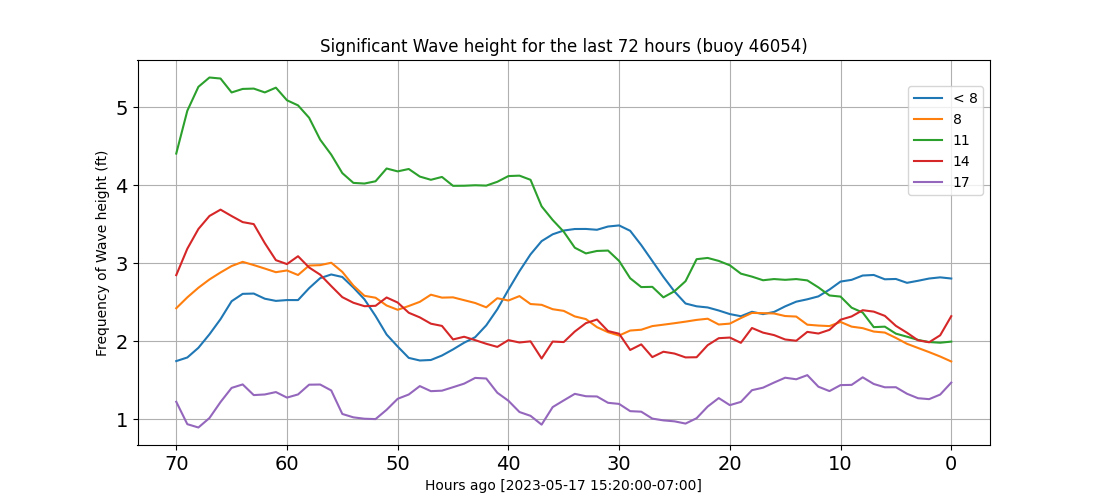 Significant Wave height for the last 72 hours (buoy 46054)
Frequency of Wave height (ft)
5
4
3
2
1
< 8
8
11
14
17
70 60 50 40 30 20 10 0
Hours ago [2023-05-17 15:20:00-07:00]